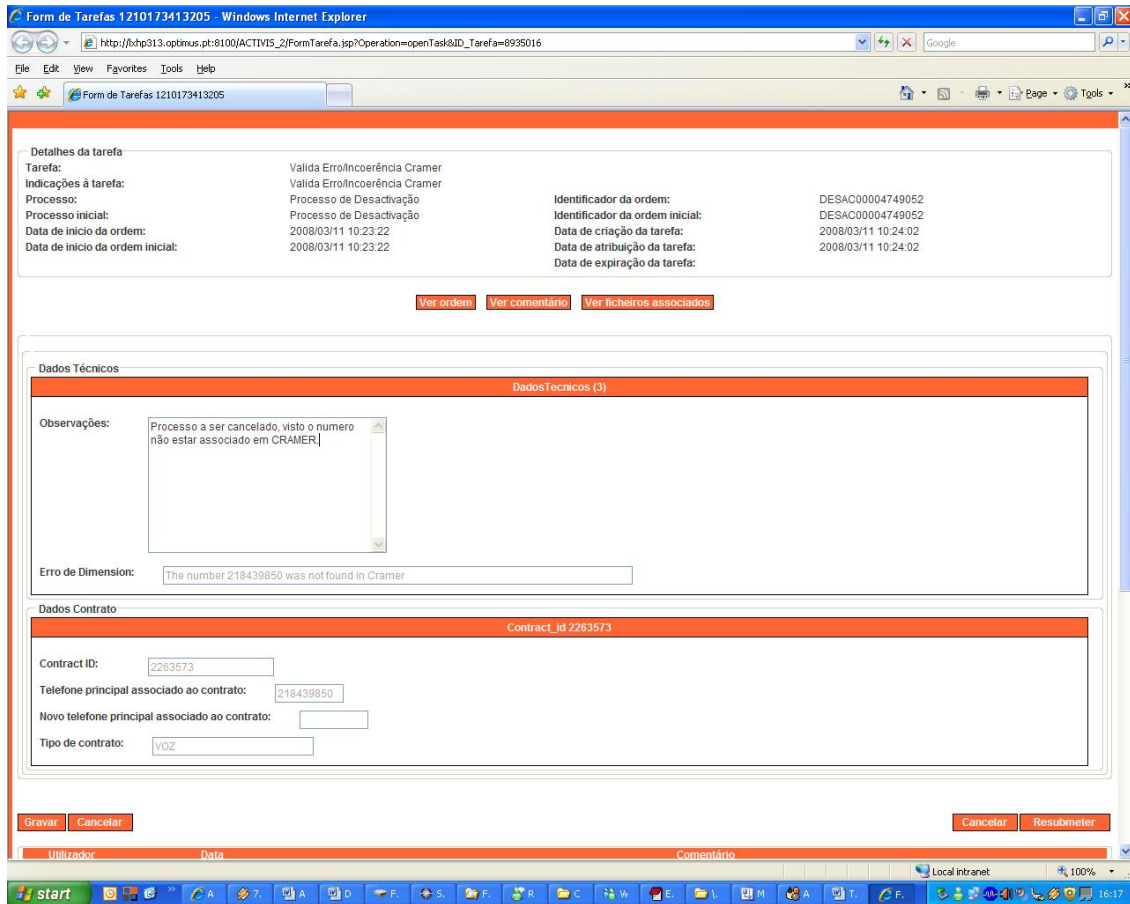 Form de Tarefas 1210173413205 - Windows Internet Explorer
http://lxhp313.optimus.pt:8100/ACTIVIS_2/FormTarefa.jsp?Operation=openTask&ID_Tarefa=8935016
Google
File Edit View Favorites Tools Help
Form de Tarefas 1210173413205
Page Tools
Detalhes da tarefa
Tarefa: Valida Erro/Incoerência Cramer
Indicações à tarefa: Valida Erro/Incoerência Cramer
Processo: Processo de Desactivação Identificador da ordem: DESAC00004749052
Processo inicial: Processo de Desactivação Identificador da ordem inicial: DESAC00004749052
Data de inicio da ordem: 2008/03/11 10:23:22 Data de criação da tarefa: 2008/03/11 10:24:02
Data de inicio da ordem inicial: 2008/03/11 10:23:22 Data de atribuição da tarefa: 2008/03/11 10:24:02
Data de expiração da tarefa:
Ver ordem Ver comentário Ver ficheiros associados
Dados Técnicos
DadosTecnicos (3)
Observações: Processo a ser cancelado, visto o numero
não estar associado em CRAMER.
Erro de Dimension: The number 218439850 was not found in Cramer
Dados Contrato
Contract_id 2263573
Contract ID: 2263573
Telefone principal associado ao contrato: 218439850
Novo telefone principal associado ao contrato:
Tipo de contrato: VOZ
Gravar Cancelar Cancelar Resubmeter
Utilizador Data Comentário
Local intranet 100%
start A 7. A D F. S. F. R C W E. \. M A T. F. 16:17